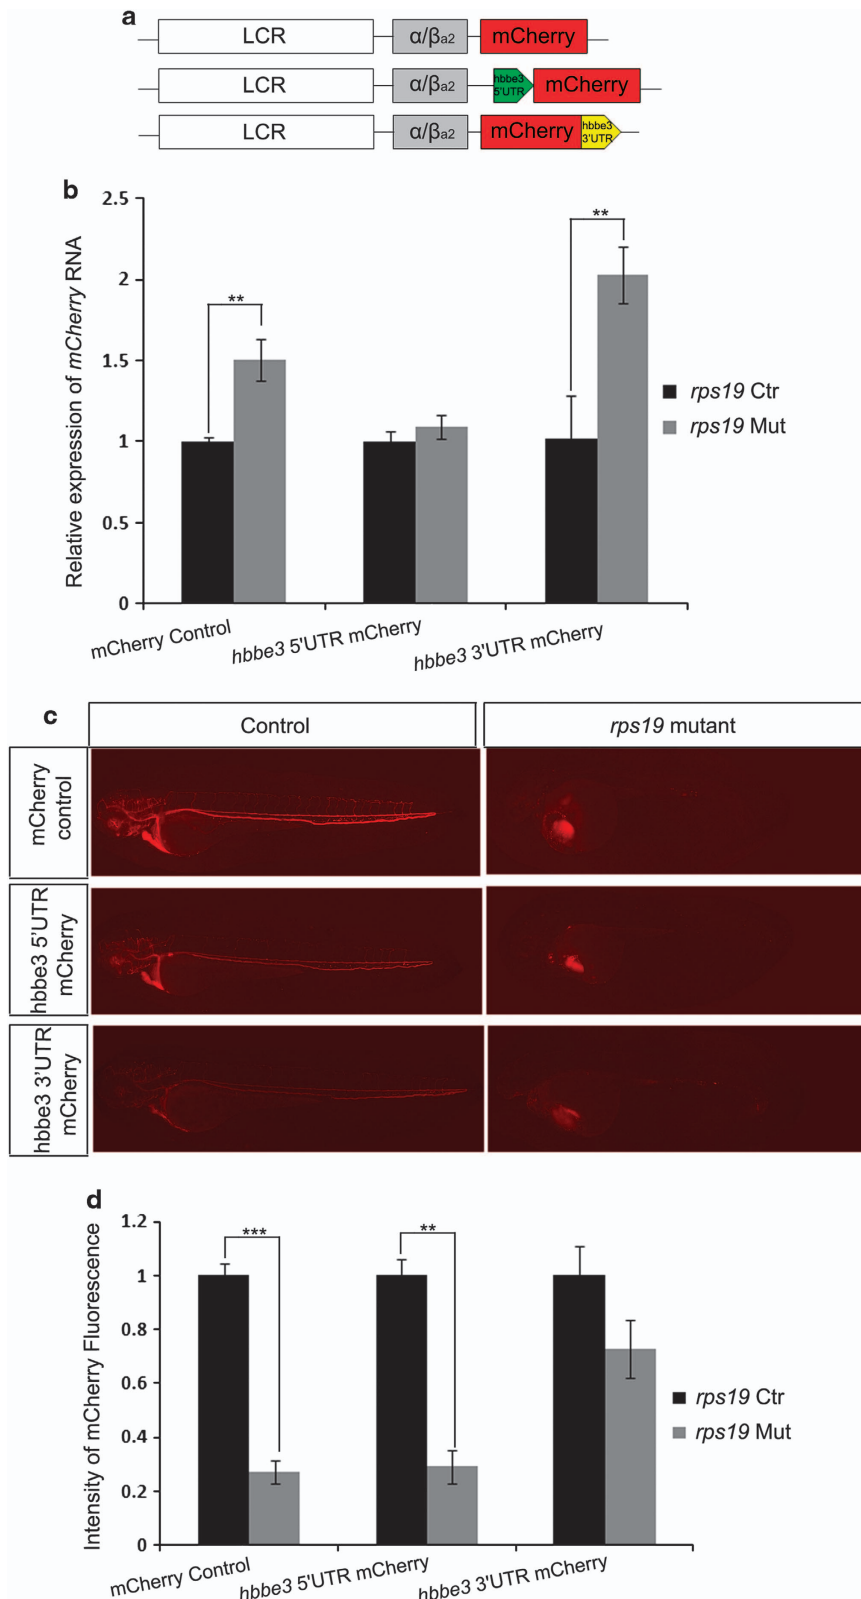 a
LCR α/βa2 mCherry
LCR α/βa2 hbbe3 5'UTR mCherry
LCR α/βa2 mCherry hbbe3 3'UTR
b
Relative expression of mCherry RNA
2.5
2
1.5
1
0.5
0
**
**
rps19 Ctr
rps19 Mut
mCherry Control
hbbe3 5'UTR mCherry
hbbe3 3'UTR mCherry
c
Control
rps19 mutant
mCherry
control
hbbe3 5'UTR
mCherry
hbbe3 3'UTR
mCherry
d
Intensity of mCherry Fluorescence
1.2
1
0.8
0.6
0.4
0.2
0
***
**
rps19 Ctr
rps19 Mut
mCherry Control
hbbe3 5'UTR mCherry
hbbe3 3'UTR mCherry